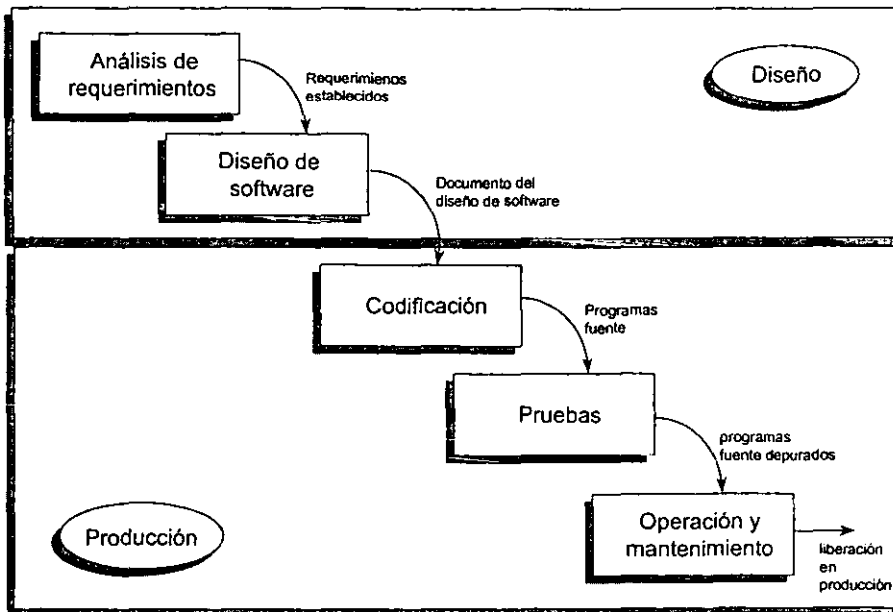 Análisis de
requerimientos
Requerimienos
establecidos
Diseño
Diseño de
software
Documento del
diseño de software
Codificación
Programas
fuente
Pruebas
programas
fuente depurados
Producción
Operación y
mantenimiento
liberación
en
producción